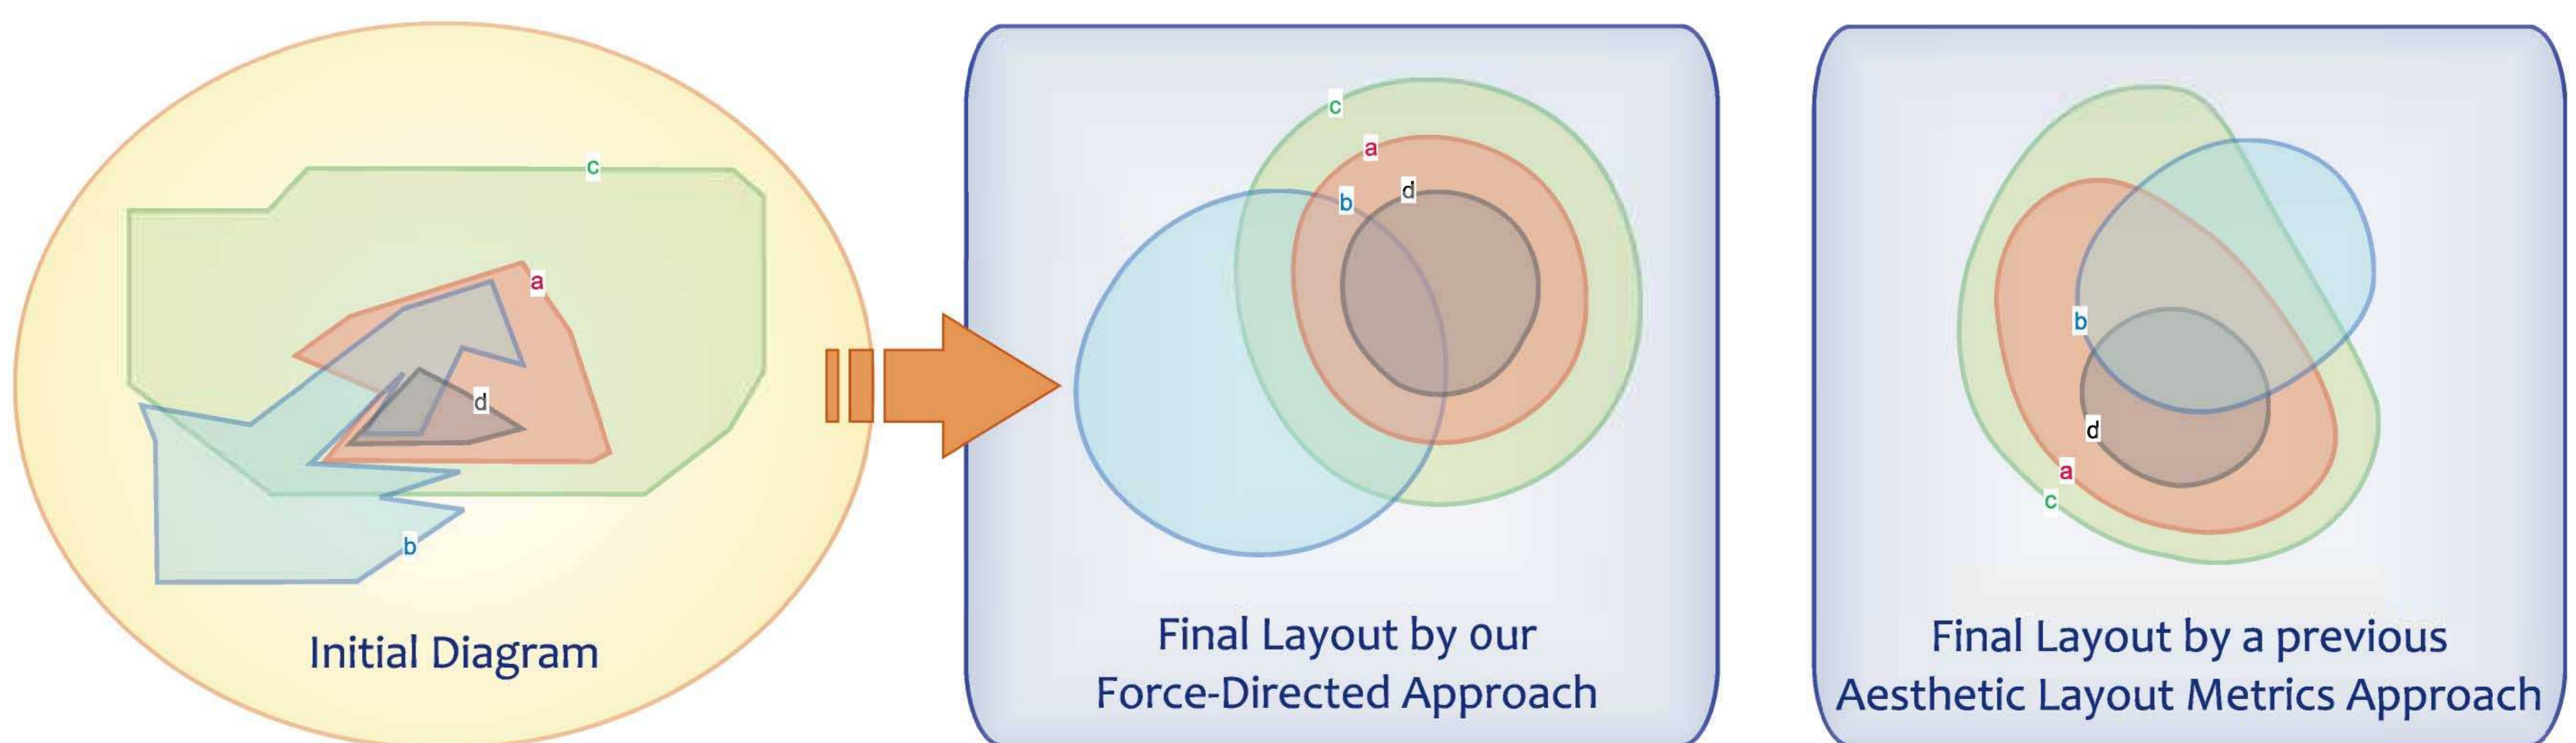 c
a
d
b
Initial Diagram
c
a
b
d
Final Layout by our
Force-Directed Approach
b
d
a
c
Final Layout by a previous
Aesthetic Layout Metrics Approach